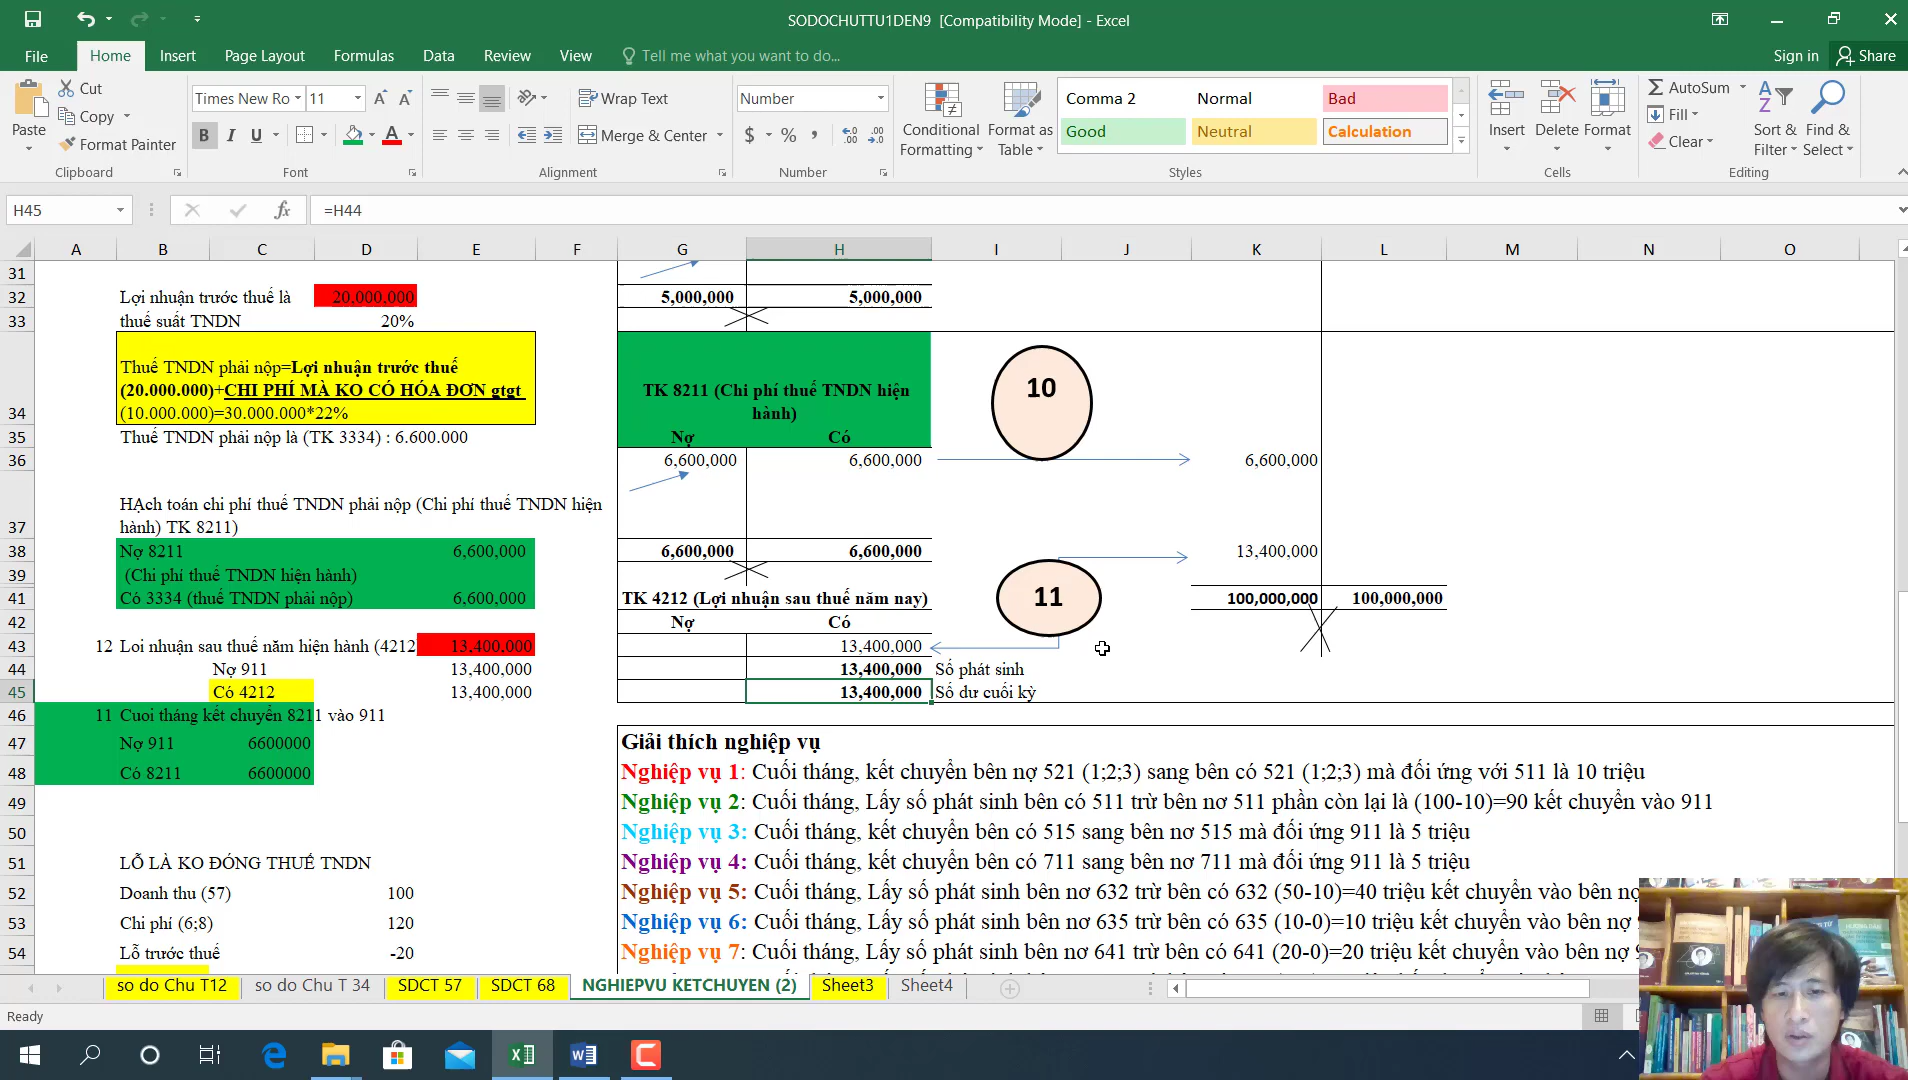 SODOCHUTTU1DEN9 [Compatibility Mode] - Excel
File Home Insert Page Layout Formulas Data Review View Tell me what you want to do... Sign in Share
Paste Cut Copy Format Painter
Times New Ro 11
B I U A
Wrap Text
Merge & Center
Number
$ % ,
Conditional Formatting
Format as Table
Comma 2 Normal Bad
Good Neutral Calculation
Insert Delete Format
AutoSum
Fill
Clear
Sort & Filter
Find & Select
Clipboard Font Alignment Number Styles Cells Editing
H45 fx =H44
A B C D E F G H I J K L M N O
31
32 Lợi nhuận trước thuế là 20,000,000 5,000,000 5,000,000
33 thuế suất TNDN 20%
34 Thuế TNDN phải nộp=Lợi nhuận trước thuế
(20.000.000)+CHI PHÍ MÀ KO CÓ HÓA ĐƠN gtgt
(10.000.000)=30.000.000*22%
TK 8211 (Chi phí thuế TNDN hiện
hành)
10
35 Thuế TNDN phải nộp là (TK 3334) : 6.600.000 Nợ Có
36 6,600,000 6,600,000 6,600,000
37 HẠch toán chi phí thuế TNDN phải nộp (Chi phí thuế TNDN hiện
hành) TK 8211)
38 Nợ 8211 6,600,000 6,600,000 6,600,000 13,400,000
39 (Chi phí thuế TNDN hiện hành)
41 Có 3334 (thuế TNDN phải nộp) 6,600,000 TK 4212 (Lợi nhuận sau thuế năm nay) 11 100,000,000 100,000,000
42 Nợ Có
43 12 Loi nhuận sau thuế năm hiện hành (4212 13,400,000 13,400,000
44 Nợ 911 13,400,000 13,400,000 Số phát sinh
45 Có 4212 13,400,000 13,400,000 Số dư cuối kỳ
46 11 Cuoi tháng kết chuyển 8211 vào 911
47 Nợ 911 6600000 Giải thích nghiệp vụ
48 Có 8211 6600000 Nghiệp vụ 1: Cuối tháng, kết chuyển bên nợ 521 (1;2;3) sang bên có 521 (1;2;3) mà đối ứng với 511 là 10 triệu
49 Nghiệp vụ 2: Cuối tháng, Lấy số phát sinh bên có 511 trừ bên nơ 511 phần còn lại là (100-10)=90 kết chuyển vào 911
50 Nghiệp vụ 3: Cuối tháng, kết chuyển bên có 515 sang bên nơ 515 mà đối ứng 911 là 5 triệu
51 LỖ LÀ KO ĐÓNG THUẾ TNDN Nghiệp vụ 4: Cuối tháng, kết chuyển bên có 711 sang bên nơ 711 mà đối ứng 911 là 5 triệu
52 Doanh thu (57) 100 Nghiệp vụ 5: Cuối tháng, Lấy số phát sinh bên nơ 632 trừ bên có 632 (50-10)=40 triệu kết chuyển vào bên nợ
53 Chi phí (6;8) 120 Nghiệp vụ 6: Cuối tháng, Lấy số phát sinh bên nơ 635 trừ bên có 635 (10-0)=10 triệu kết chuyển vào bên nợ
54 Lỗ trước thuế -20 Nghiệp vụ 7: Cuối tháng, Lấy số phát sinh bên nơ 641 trừ bên có 641 (20-0)=20 triệu kết chuyển vào bên nợ
so do Chu T12 so do Chu T 34 SDCT 57 SDCT 68 NGHIEPVU KETCHUYEN (2) Sheet3 Sheet4
Ready